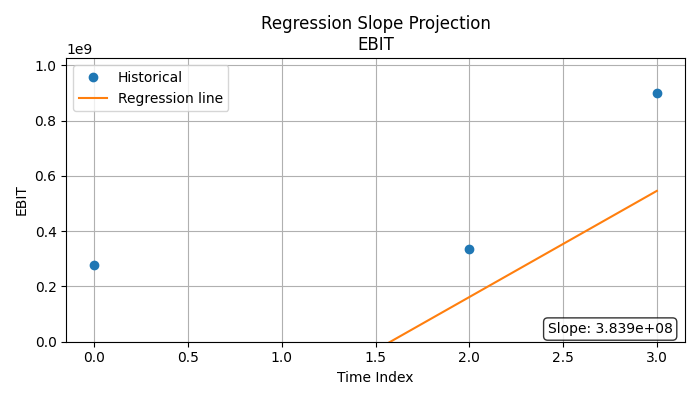 Regression Slope Projection
EBIT
1e9
1.0
0.8
0.6
0.4
0.2
0.0
EBIT
Historical
Regression line
Slope: 3.839e+08
0.0 0.5 1.0 1.5 2.0 2.5 3.0
Time Index